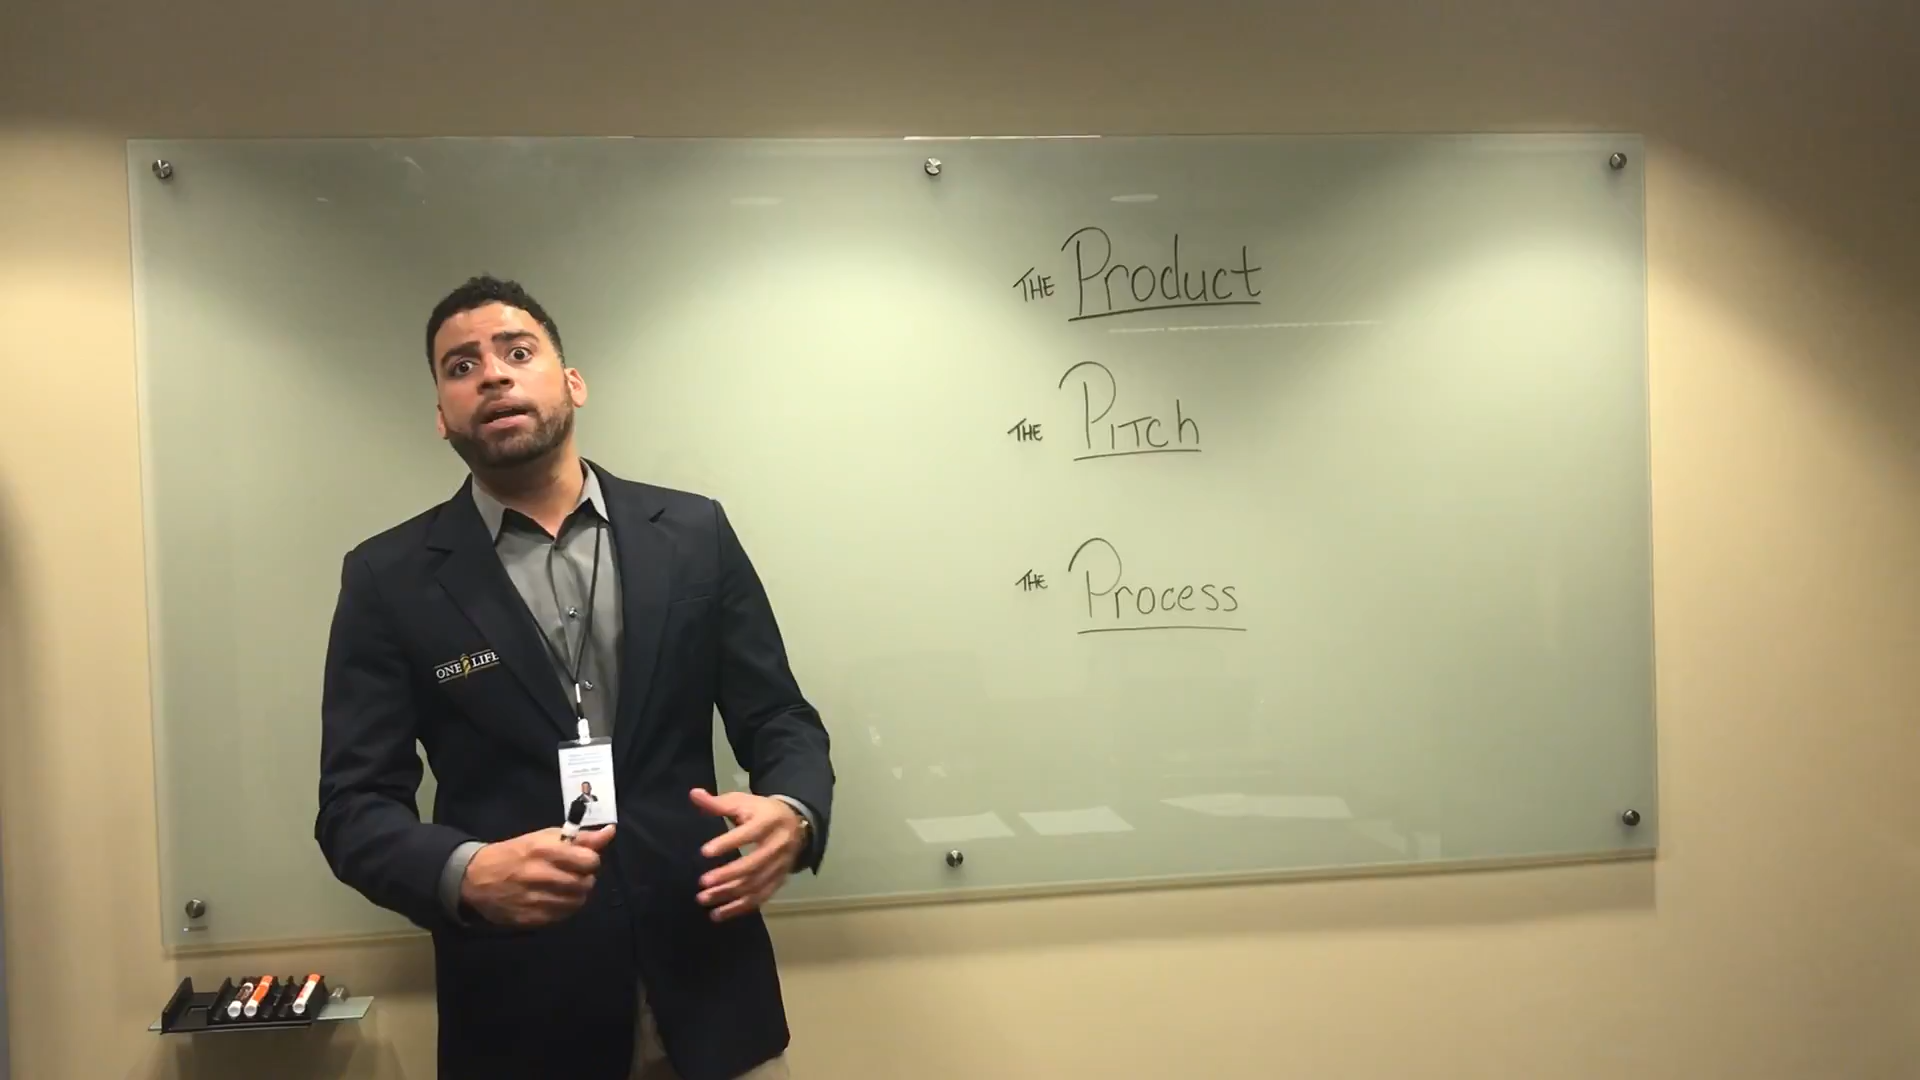 THE Product
THE Pitch
THE Process
ONE LIFE